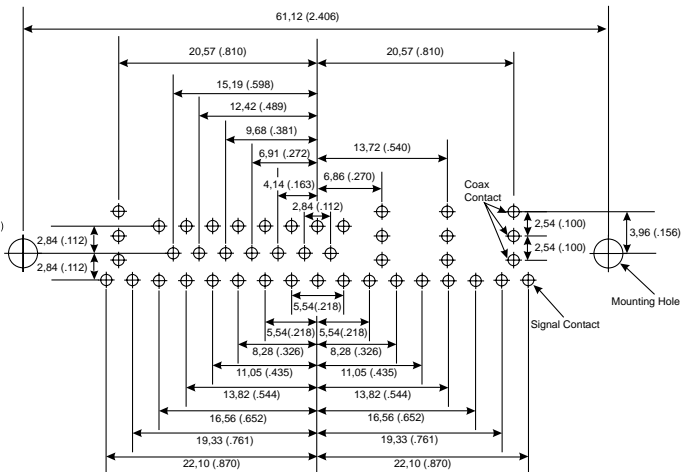 61,12 (2.406)
20,57 (.810) 20,57 (.810)
15,19 (.598)
12,42 (.489)
9,68 (.381)
6,91 (.272) 13,72 (.540)
4,14 (.163) 6,86 (.270)
2,84 (.112)
Coax
Contact
)
2,84 (.112) 2,54 (.100) 3,96 (.156)
2,84 (.112) 2,54 (.100)
Mounting Hole
Signal Contact
5,54 (.218)
5,54(.218) 5,54(.218)
8,28 (.326) 8,28 (.326)
11,05 (.435) 11,05 (.435)
13,82 (.544) 13,82 (.544)
16,56 (.652) 16,56 (.652)
19,33 (.761) 19,33 (.761)
22,10 (.870) 22,10 (.870)